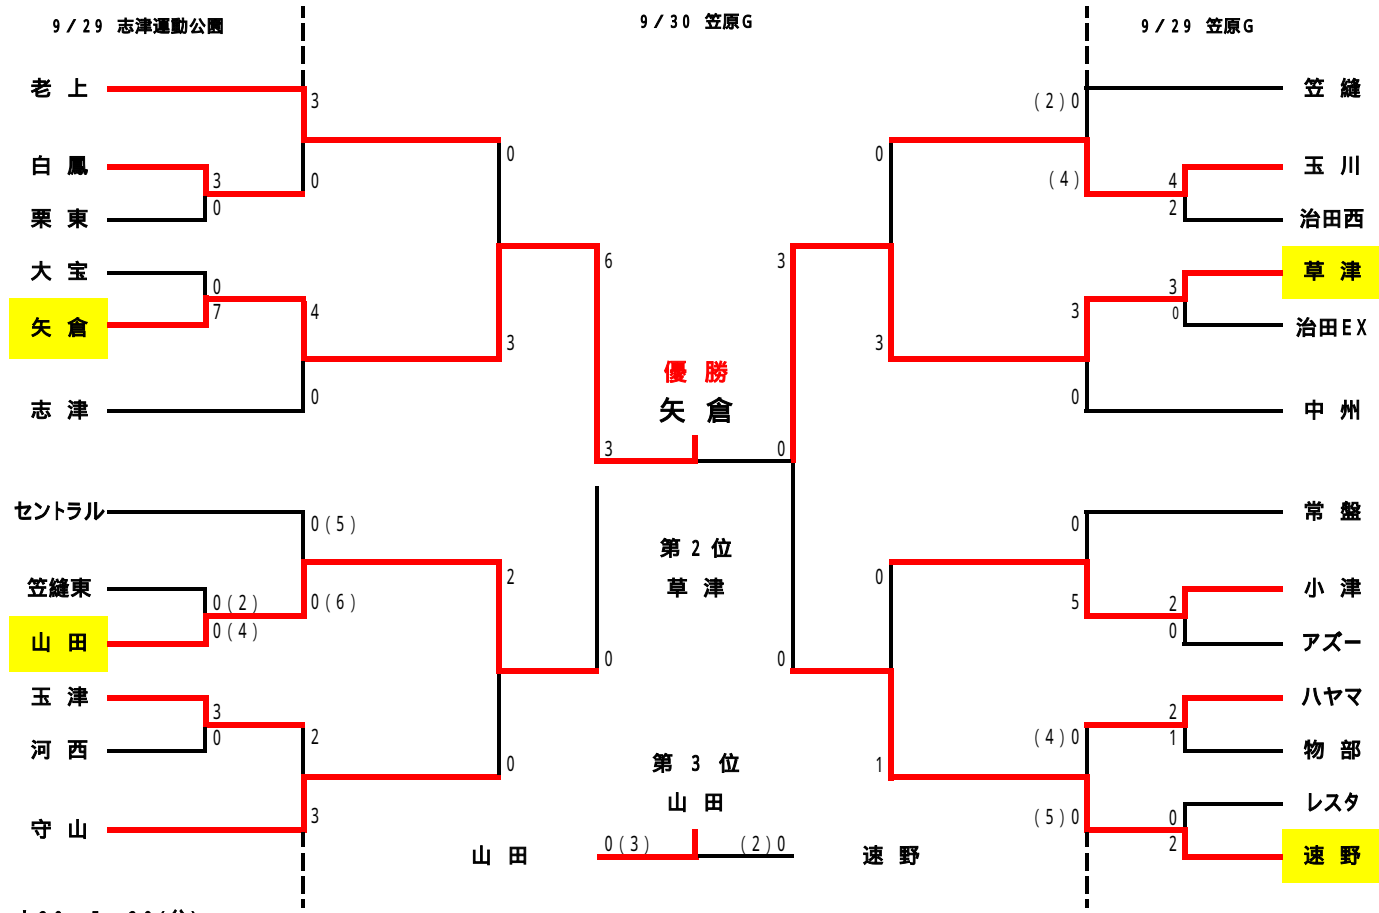 9/29 志津運動公園
9/30 笠原G
9/29 笠原G
老 上
3
(2)0
笠 縫
0
0
白 鳳
3
0
(4)
4
玉 川
栗 東
0
2
治田西
大 宝
0
6
3
3
草 津
矢 倉
7
4
3
3
3
0
治田EX
優 勝
志 津
0
矢 倉
0
中 州
3
0
セントラル
0(5)
第2位
0
常 盤
笠縫東
0(2)
0(6)
2
草 津
0
5
2
小 津
山 田
0(4)
0
0
0
アズー
玉 津
3
2
ハヤマ
河 西
0
2
0
第 3 位
1
(4)0
1
物 部
山 田
守 山
3
(5)0
0
レスタ
山 田
0(3)
(2)0
速 野
2
速 野